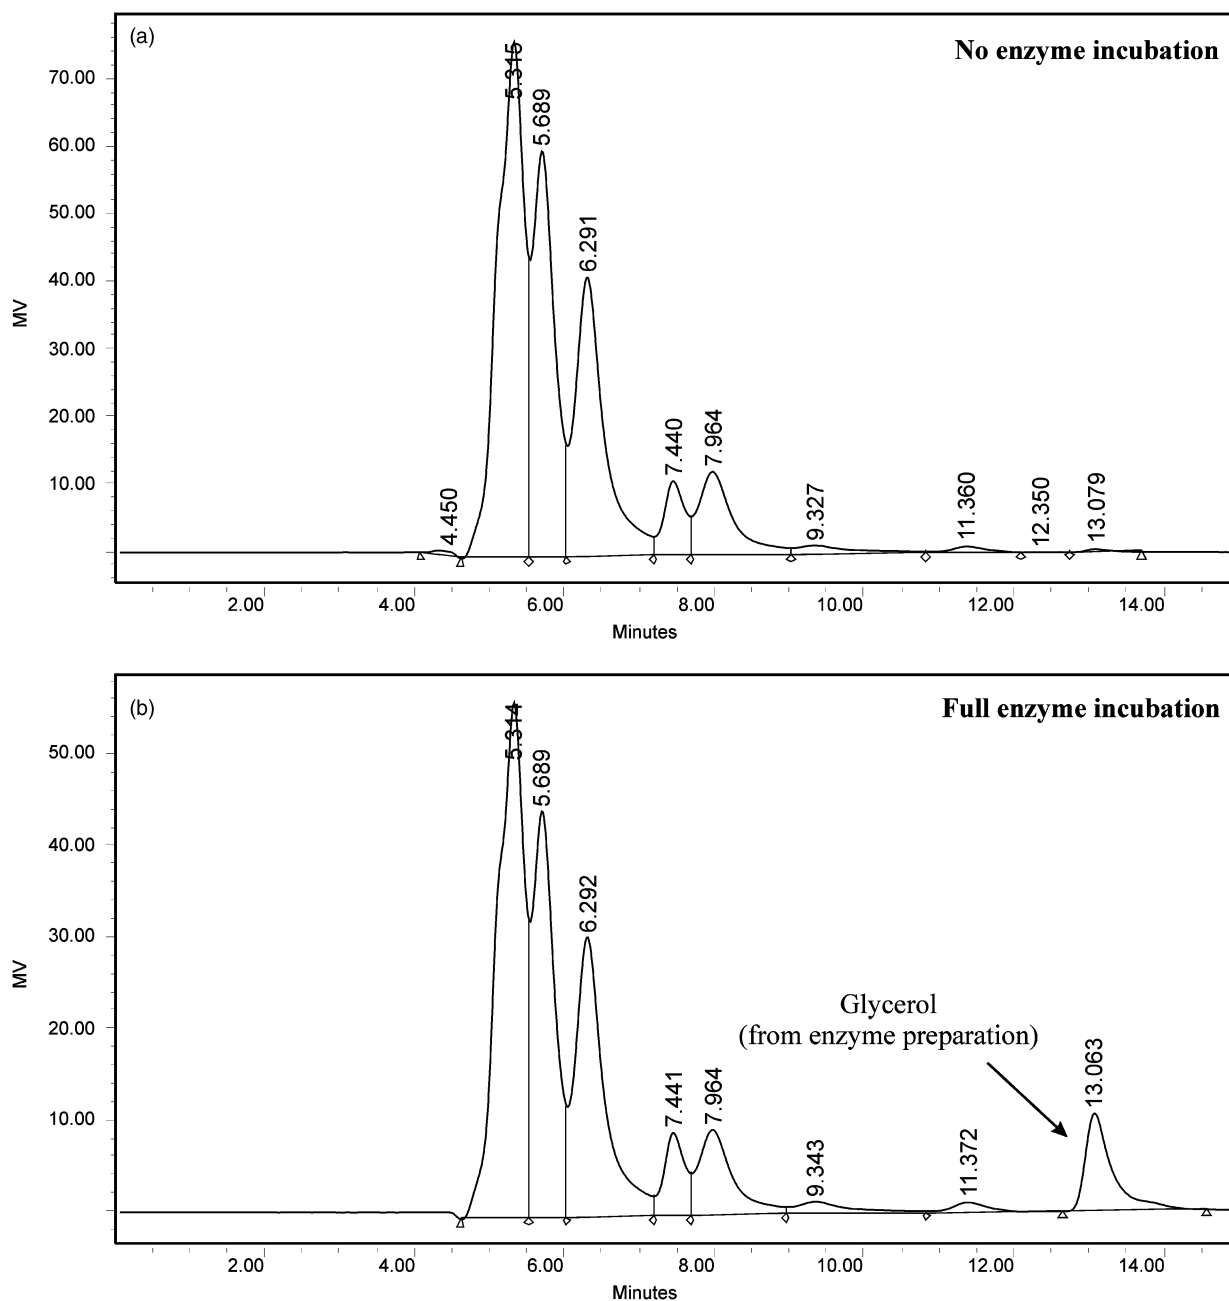 (a)
No enzyme incubation
70.00
60.00
50.00
40.00
30.00
20.00
10.00
MV
4.450
5.315
5.689
6.291
7.440
7.964
9.327
11.360
12.350
13.079
2.00 4.00 6.00 8.00 10.00 12.00 14.00
Minutes
(b)
Full enzyme incubation
50.00
40.00
30.00
20.00
10.00
MV
5.314
5.689
6.292
7.441
7.964
9.343
11.372
Glycerol
(from enzyme preparation)
13.063
2.00 4.00 6.00 8.00 10.00 12.00 14.00
Minutes